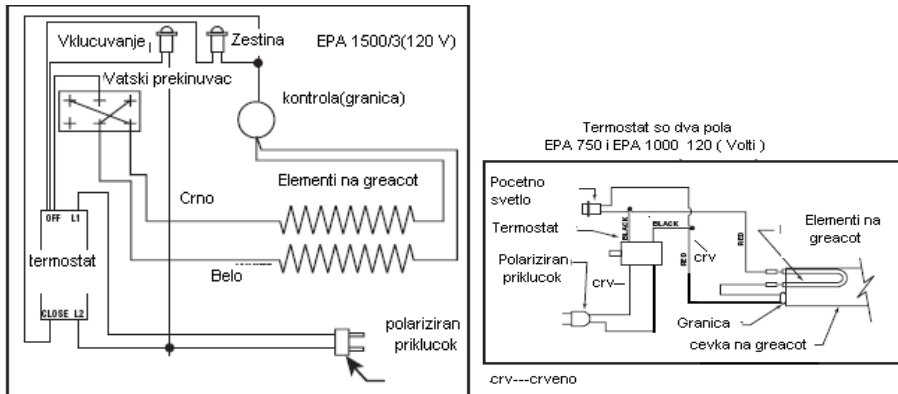 Vklucuvanje
Zestina
EPA 1500/3(120 V)
Vatski prekinuvac
kontrola(granica)
Elementi na greacot
Crno
OFF L1
termostat
Belo
CLOSE L2
polariziran
priklucok
Termostat so dva pola
EPA 750 i EPA 1000 120 ( Volti )
Pocetno
svetlo
Termostat
BLACK
BLACK
RED
RED
crv
Elementi na
greacot
Polariziran
priklucok
crv—
Granica
cevka na greacot
crv---crveno